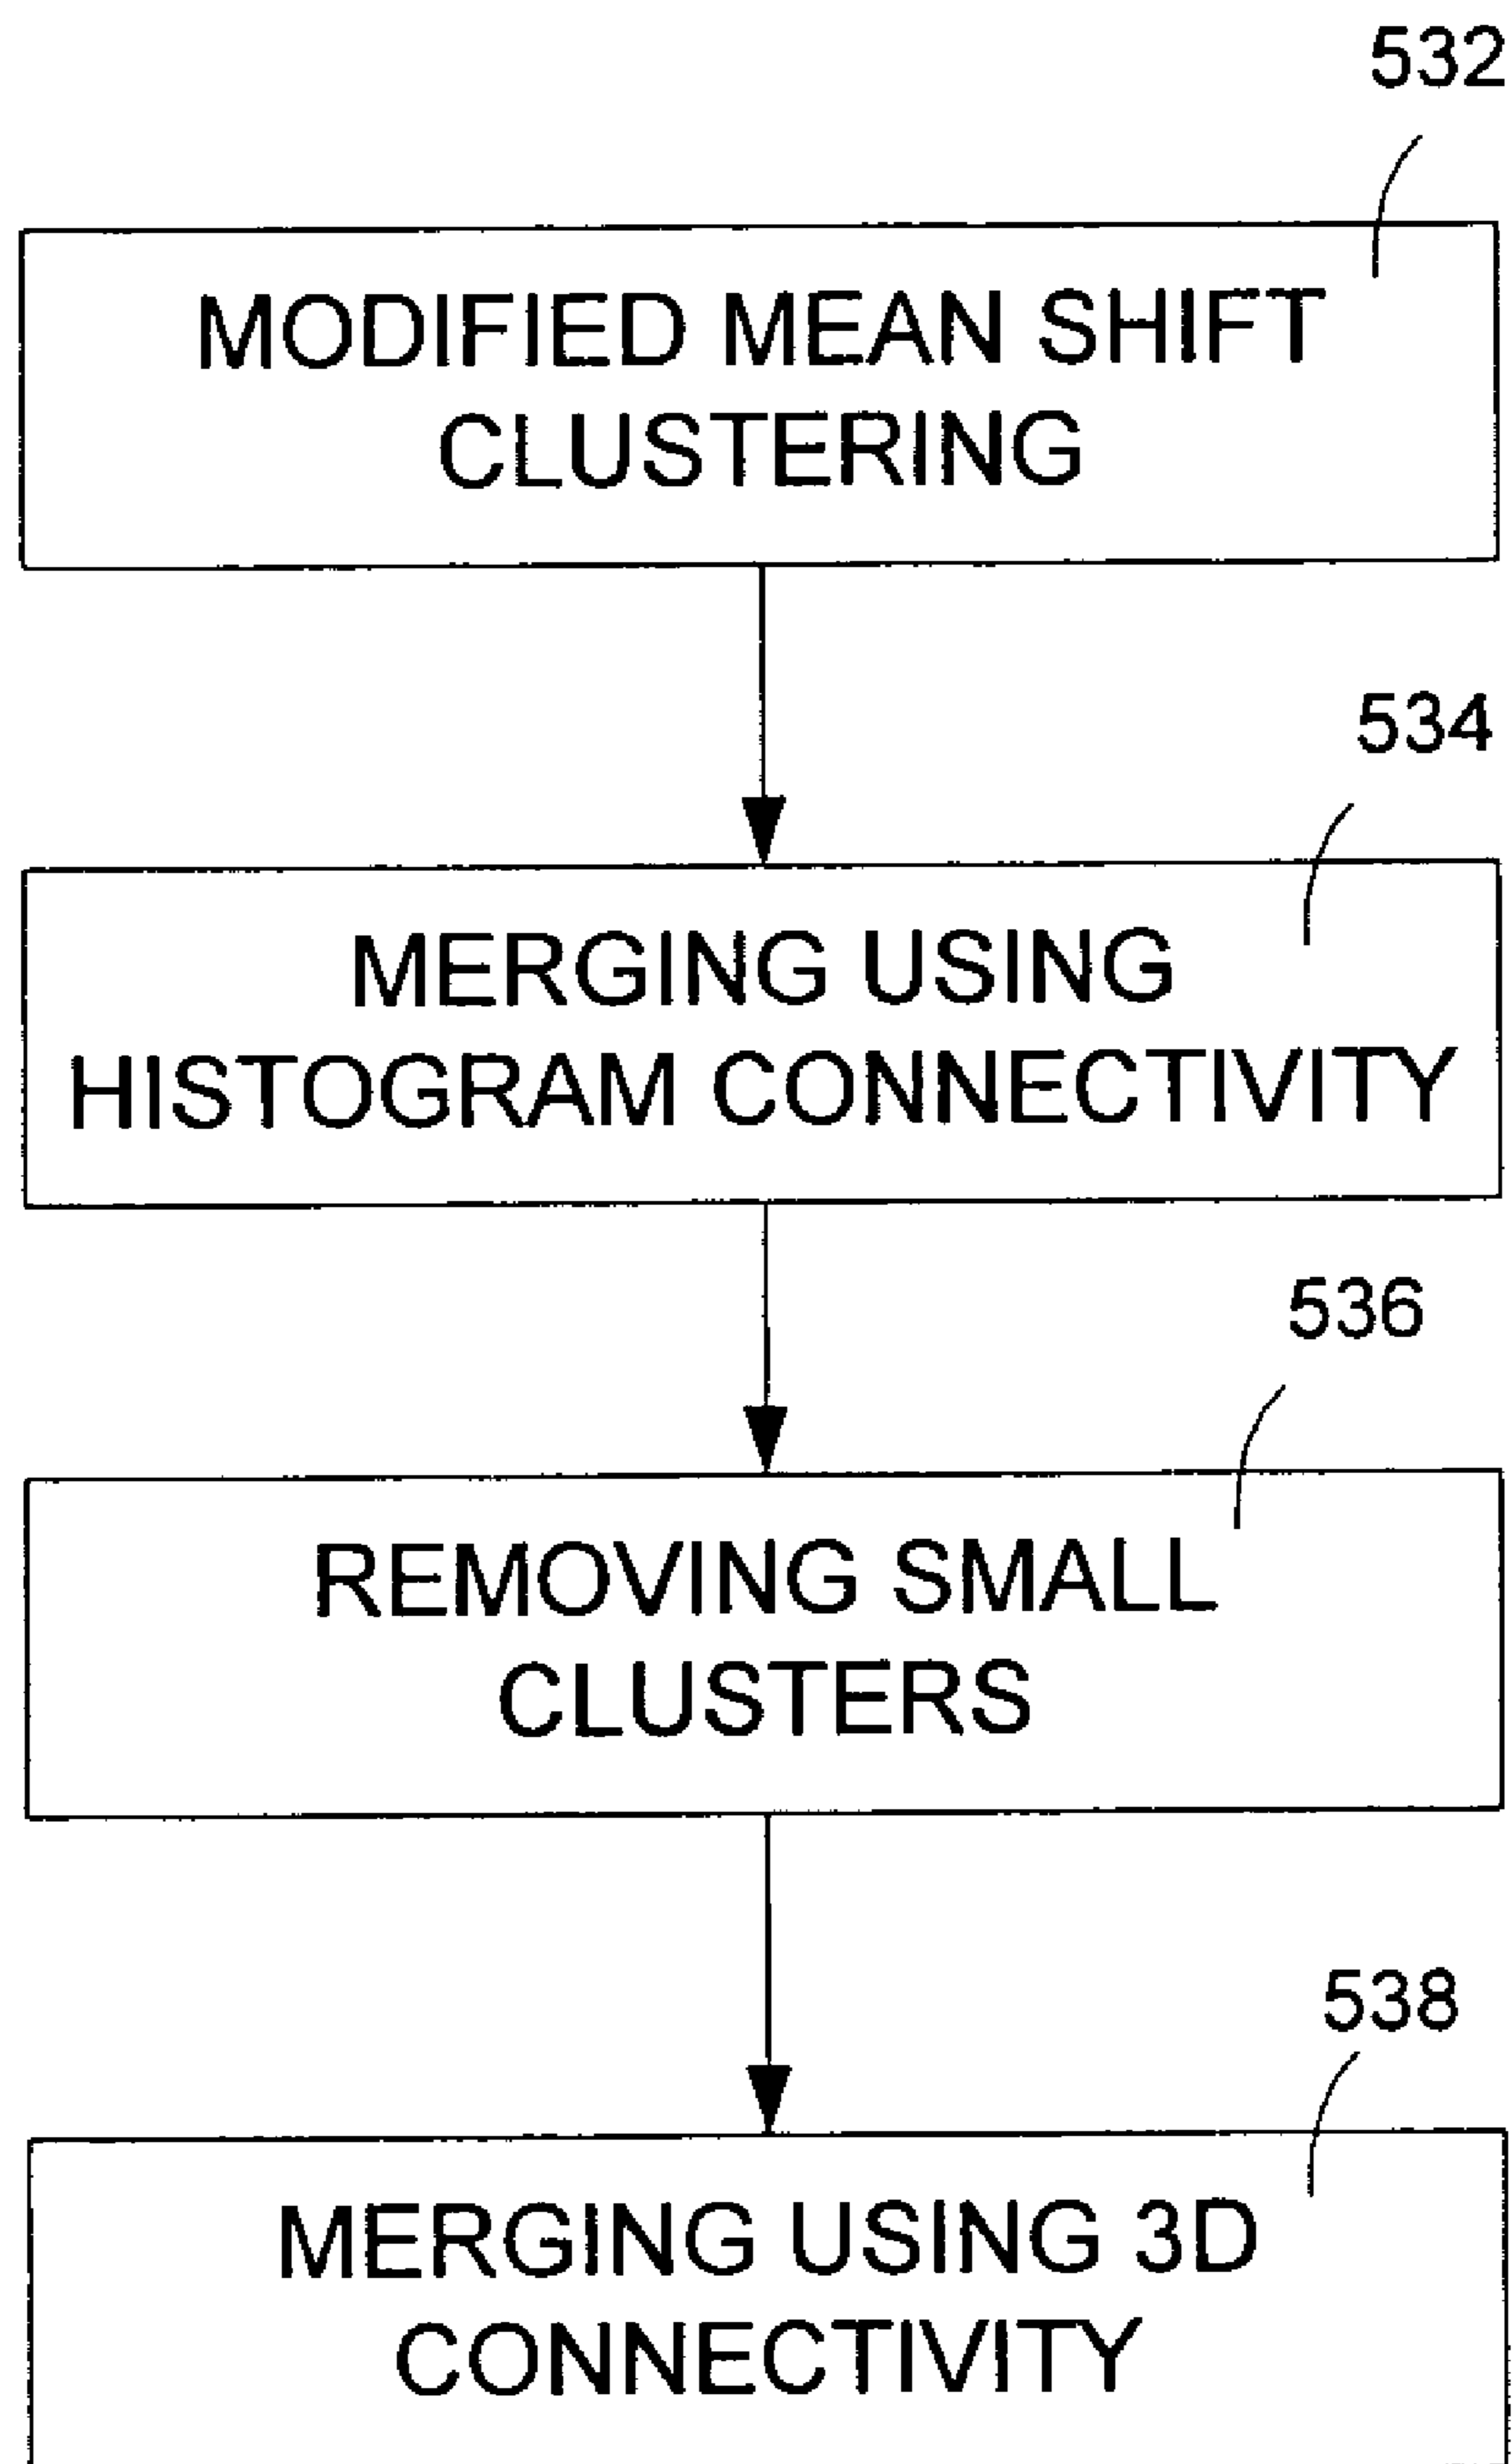 532
MODIFIED MEAN SHIFT
CLUSTERING
534
MERGING USING
HISTOGRAM CONNECTIVITY
536
REMOVING SMALL
CLUSTERS
538
MERGING USING 3D
CONNECTIVITY